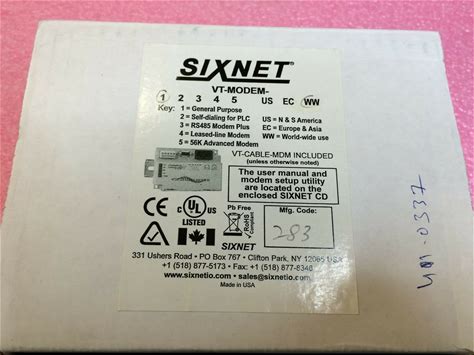 SIXNET
VT-MODEM-
1 2 3 4 5 US EC WW
Key: 1 = General Purpose
2 = Self-dialing for PLC US = N & S America
3 = RS485 Modem Plus EC = Europe & Asia
4 = Leased-line Modem WW = World-wide use
5 = 56K Advanced Modem
VT-CABLE-MDM INCLUDED
(unless otherwise noted)
The user manual and
modem setup utility
are located on the
enclosed SIXNET CD
CE
C UL US
LISTED
Pb Free
RoHS
Compliant
Mfg. Code:
283
SIXNET
331 Ushers Road • PO Box 767 • Clifton Park, NY 12065 USA
+1 (518) 877-5173 • Fax: +1 (518) 877-8346
www.sixnetio.com • sales@sixnetio.com
Made in USA